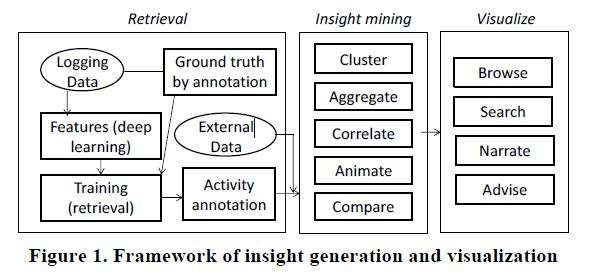 Retrieval
Insight mining
Visualize
Logging
Data
Ground truth
by annotation
Features (deep
learning)
External
Data
Training
(retrieval)
Activity
annotation
Cluster
Aggregate
Correlate
Animate
Compare
Browse
Search
Narrate
Advise
Figure 1. Framework of insight generation and visualization